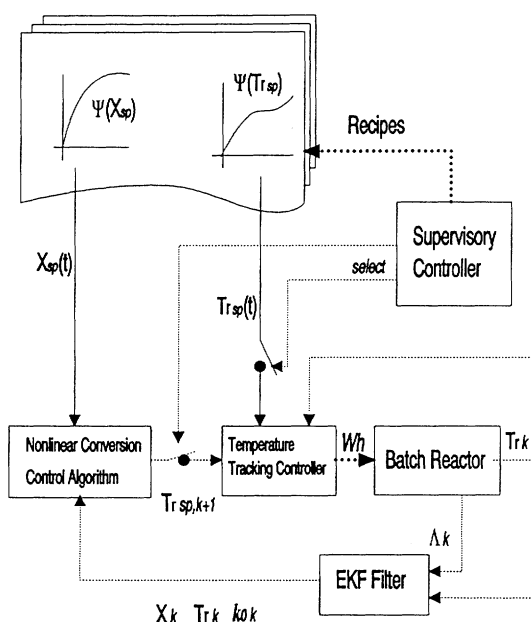 Ψ(Xsp)
Ψ(Trsp)
Recipes
Supervisory
Controller
select
Xsp(t)
Trsp(t)
Nonlinear Conversion
Control Algorithm
Temperature
Tracking Controller
Wh
Batch Reactor
Trk
Trsp,k+1
Λk
EKF Filter
Xk Trk kok